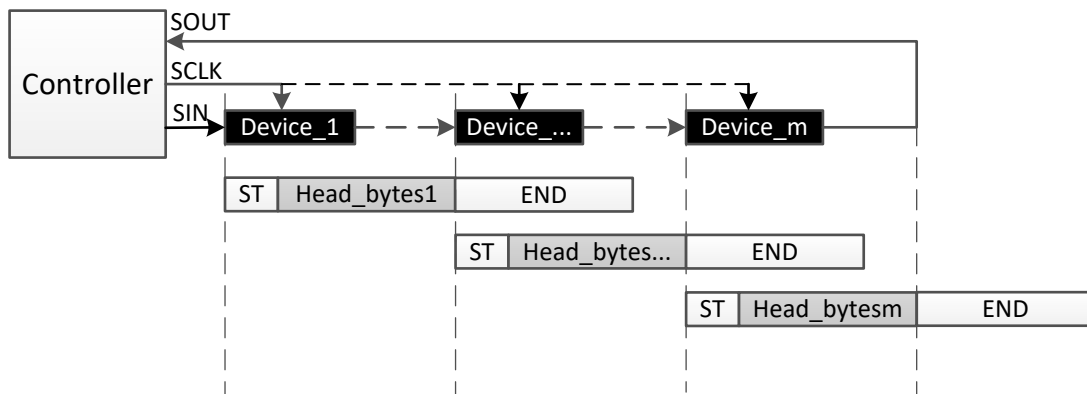 SOUT
Controller
SCLK
SIN
Device_1
Device_...
Device_m
ST Head_bytes1 END
ST Head_bytes... END
ST Head_bytesm END